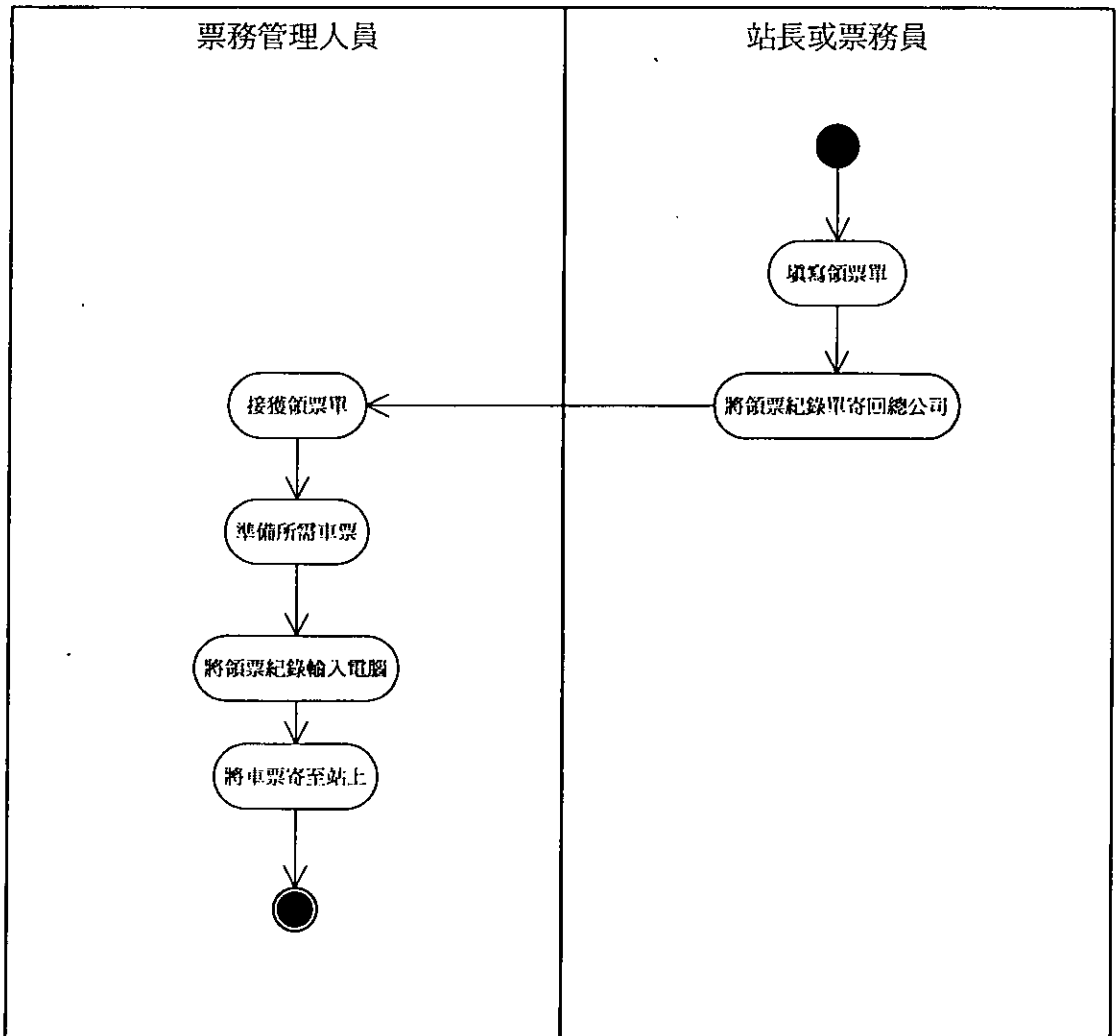 票務管理人員
站長或票務員
填寫領票單
將領票紀錄單寄回總公司
接獲領票單
準備所需車票
將領票紀錄輸入電腦
將車票寄至站上